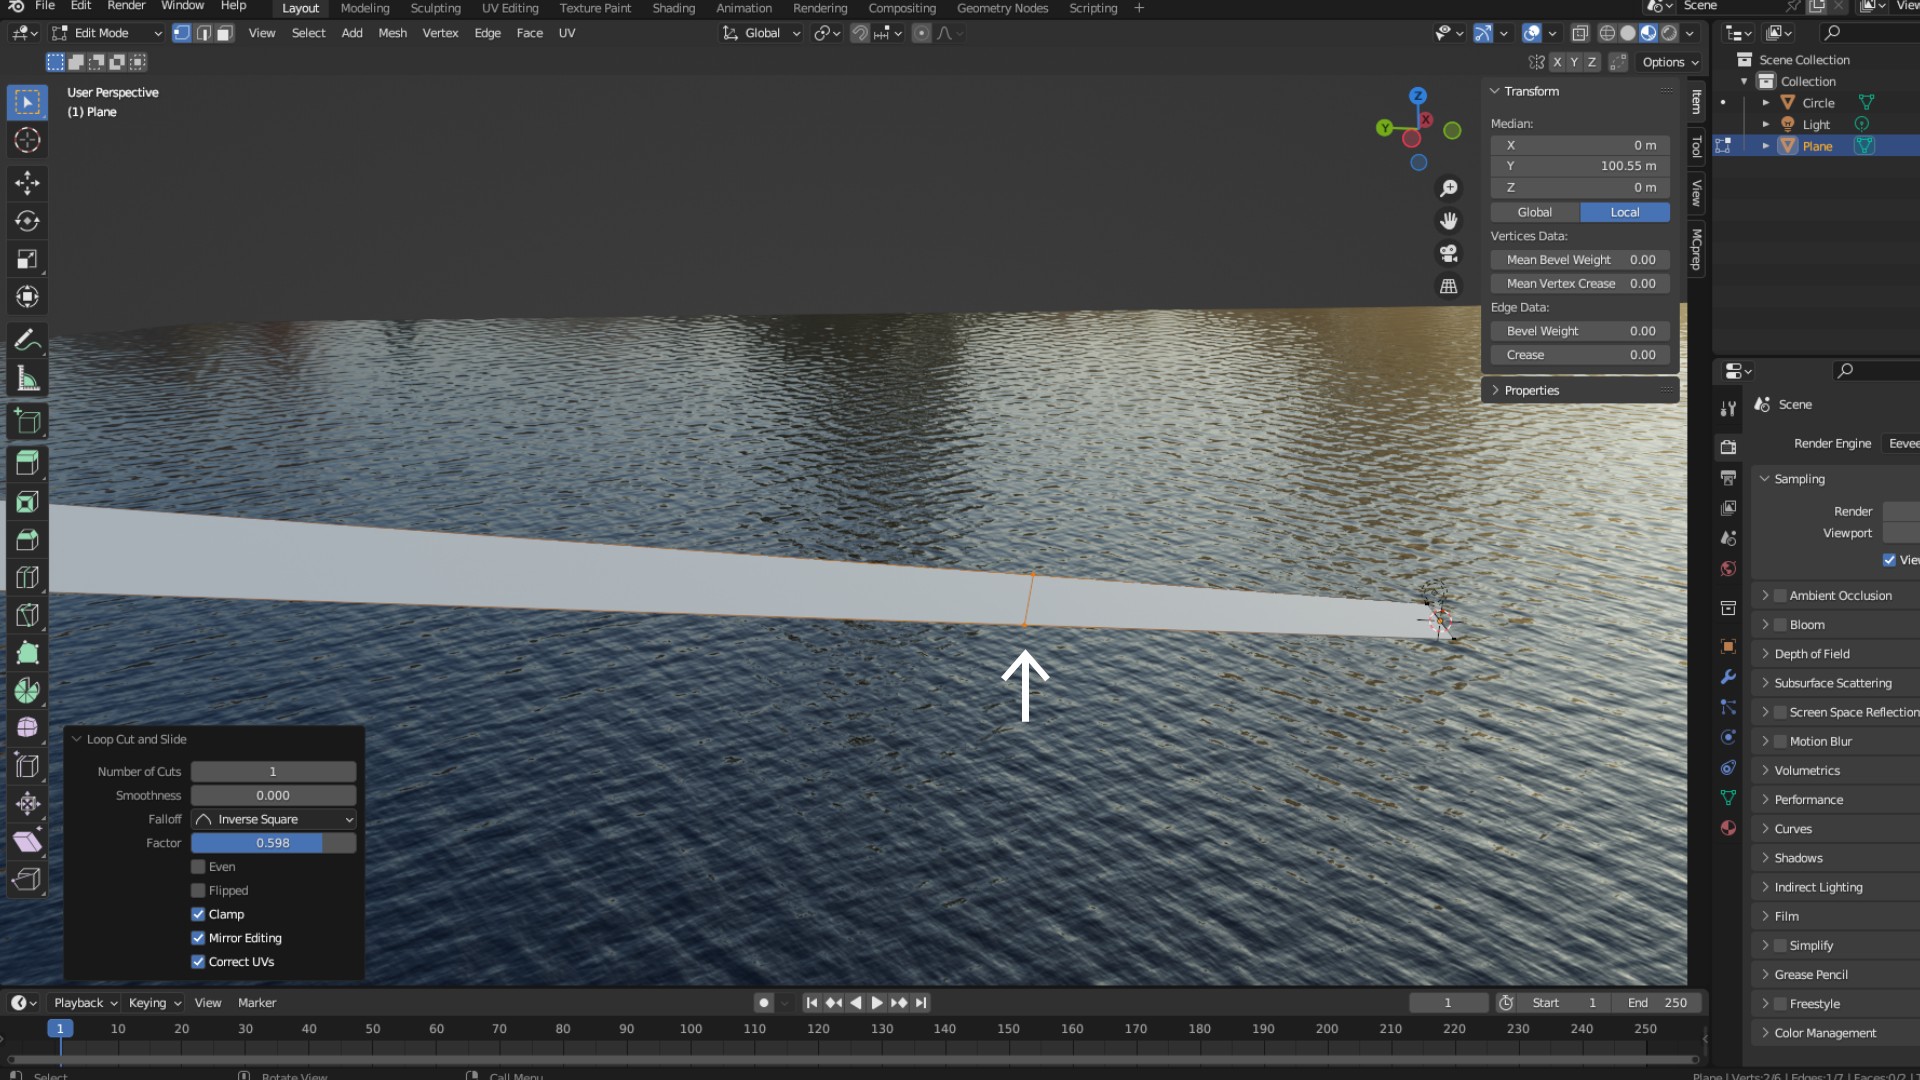 File Edit Render Window Help Layout Modeling Sculpting UV Editing Texture Paint Shading Animation Rendering Compositing Geometry Nodes Scripting + Scene
Edit Mode View Select Add Mesh Vertex Edge Face UV Global
X Y Z Options
User Perspective
(1) Plane
Z
Y
X
Transform
Median:
X 0 m
Y 100.55 m
Z 0 m
Global Local
Vertices Data:
Mean Bevel Weight 0.00
Mean Vertex Crease 0.00
Edge Data:
Bevel Weight 0.00
Crease 0.00
Properties
Item
Tool
View
MCprep
Scene Collection
Collection
Circle
Light
Plane
Scene
Render Engine Eevee
Sampling
Render
Viewport
Ambient Occlusion
Bloom
Depth of Field
Subsurface Scattering
Screen Space Reflection
Motion Blur
Volumetrics
Performance
Curves
Shadows
Indirect Lighting
Film
Simplify
Grease Pencil
Freestyle
Color Management
Loop Cut and Slide
Number of Cuts 1
Smoothness 0.000
Falloff Inverse Square
Factor 0.598
Even
Flipped
Clamp
Mirror Editing
Correct UVs
Playback Keying View Marker 1 Start 1 End 250
1 10 20 30 40 50 60 70 80 90 100 110 120 130 140 150 160 170 180 190 200 210 220 230 240 250
Select Rotate View Call Menu Plane | Verts:2/6 | Edges:1/7 | Faces:0/2